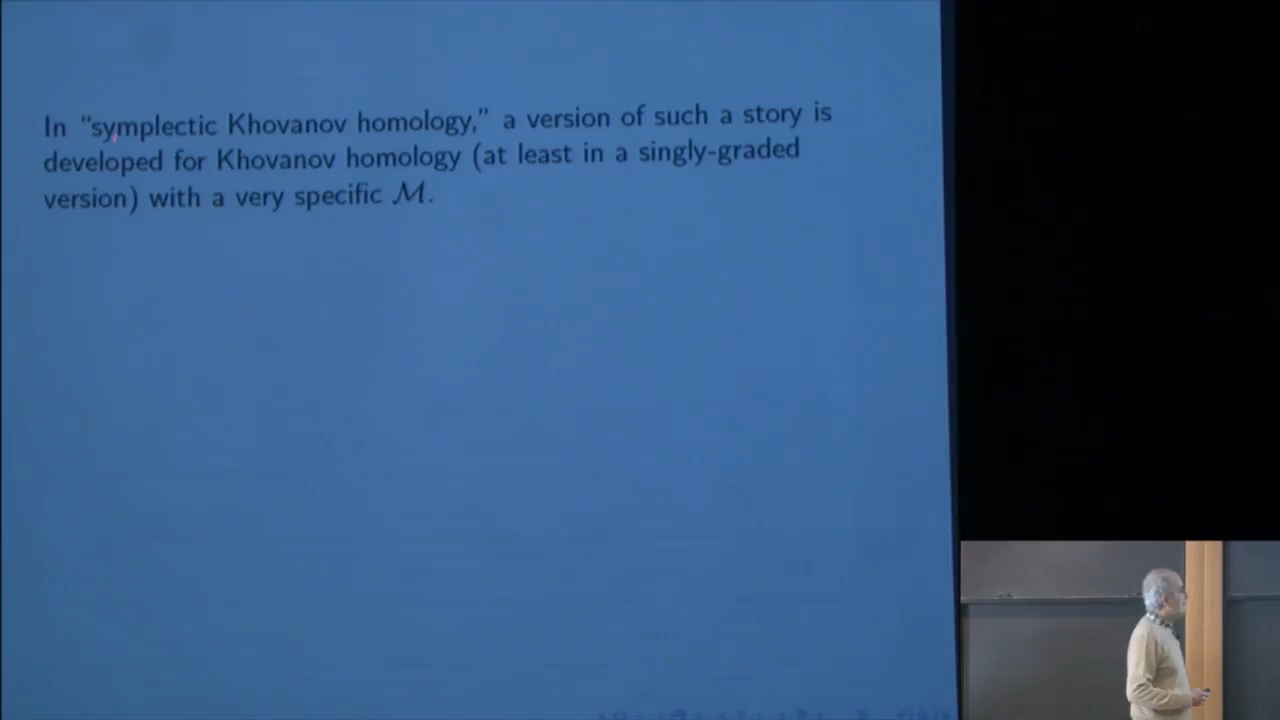 In “symplectic Khovanov homology,” a version of such a story is
developed for Khovanov homology (at least in a singly-graded
version) with a very specific ℳ.